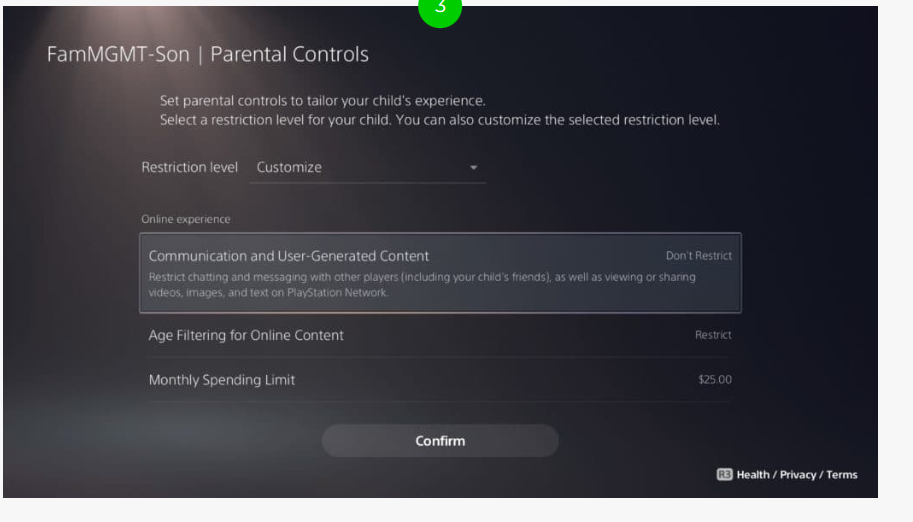 3
FamMGMT-Son | Parental Controls
Set parental controls to tailor your child's experience.
Select a restriction level for your child. You can also customize the selected restriction level.
Restriction level Customize
Online experience
Communication and User-Generated Content Don't Restrict
Restrict chatting and messaging with other players (including your child's friends), as well as viewing or sharing
videos, images, and text on PlayStation Network.
Age Filtering for Online Content Restrict
Monthly Spending Limit $25.00
Confirm
R3 Health / Privacy / Terms